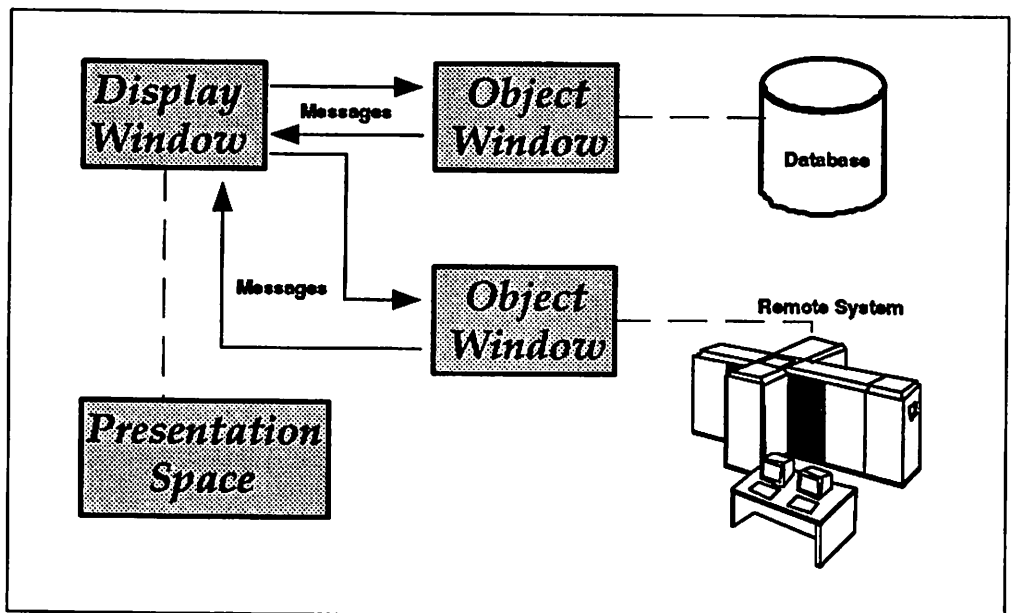 Display
Window
Messages
Object
Window
Database
Messages
Object
Window
Remote System
Presentation
Space